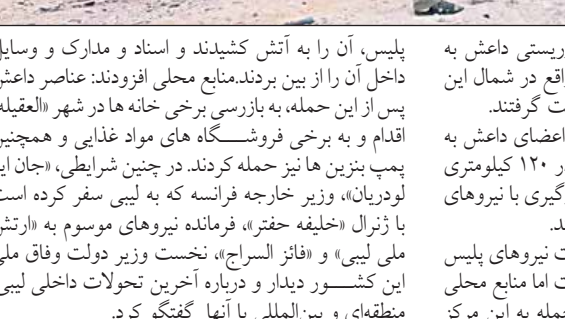 پلیس، آن را به آتش کشیدند و اسناد و مدارک و وسایل
داخل آن را از بین بردند.منابع محلی افزودند: عناصر داعش
پس از این حمله، به بازرسی برخی خانه ها در شهر «العقیله»
اقدام و به برخی فروشـــگاه های مواد غذایی و همچنین
پمپ بنزین ها نیز حمله کردند. در چنین شرایطی، «جان ایو
لودریان»، وزیر خارجه فرانسه که به لیبی سفر کرده است
با ژنرال «خلیفه حفتر»، فرمانده نیروهای موسوم به «ارتش
ملی لیبی» و «فائز السراج»، نخست وزیر دولت وفاق ملی
این کشـــور دیدار و درباره آخرین تحولات داخلی لیبی،
منطقه‌ای و بین‌المللی با آنها گفتگو کرد.
داعش به
واقع در شمال این
گرفتند.
اعضای داعش به
در ۱۲۰ کیلومتری
با نیروهای
نیروهای پلیس
اما منابع محلی
حمله به این مرکز